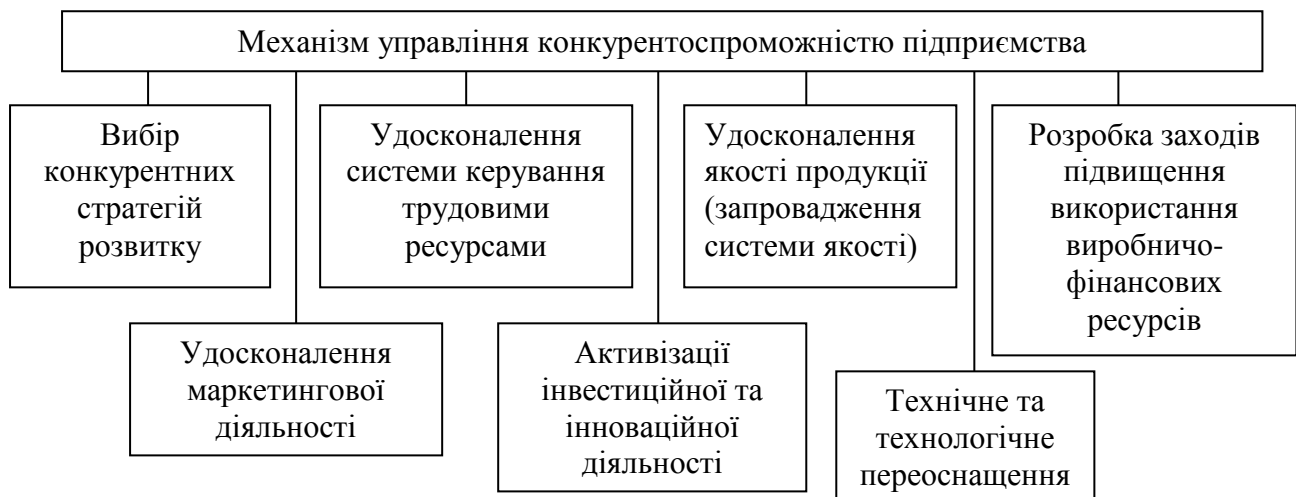 Механізм управління конкурентоспроможністю підприємства
Вибір
конкурентних
стратегій
розвитку
Удосконалення
системи керування
трудовими
ресурсами
Удосконалення
якості продукції
(запровадження
системи якості)
Розробка заходів
підвищення
використання
виробничо-
фінансових
ресурсів
Удосконалення
маркетингової
діяльності
Активізації
інвестиційної та
інноваційної
діяльності
Технічне та
технологічне
переоснащення